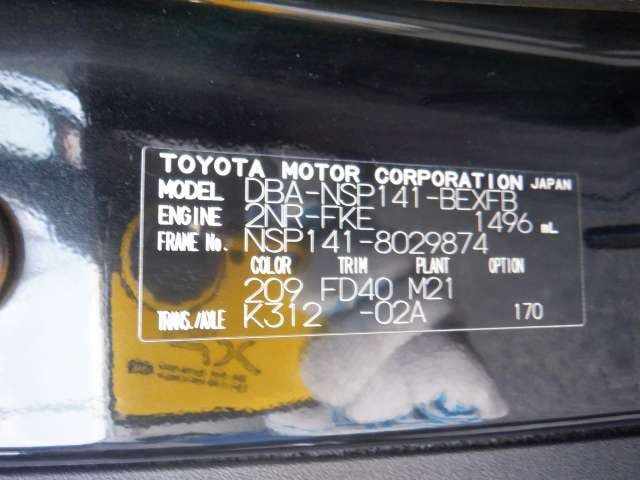 TOYOTA MOTOR CORPORATION JAPAN
MODEL DBA-NSP141-BEXFB
ENGINE 2NR-FKE 1496 mL
FRAME No. NSP141-8029874
COLOR TRIM PLANT OPTION
209 FD40 M21
TRANS./AXLE K312 -02A 170